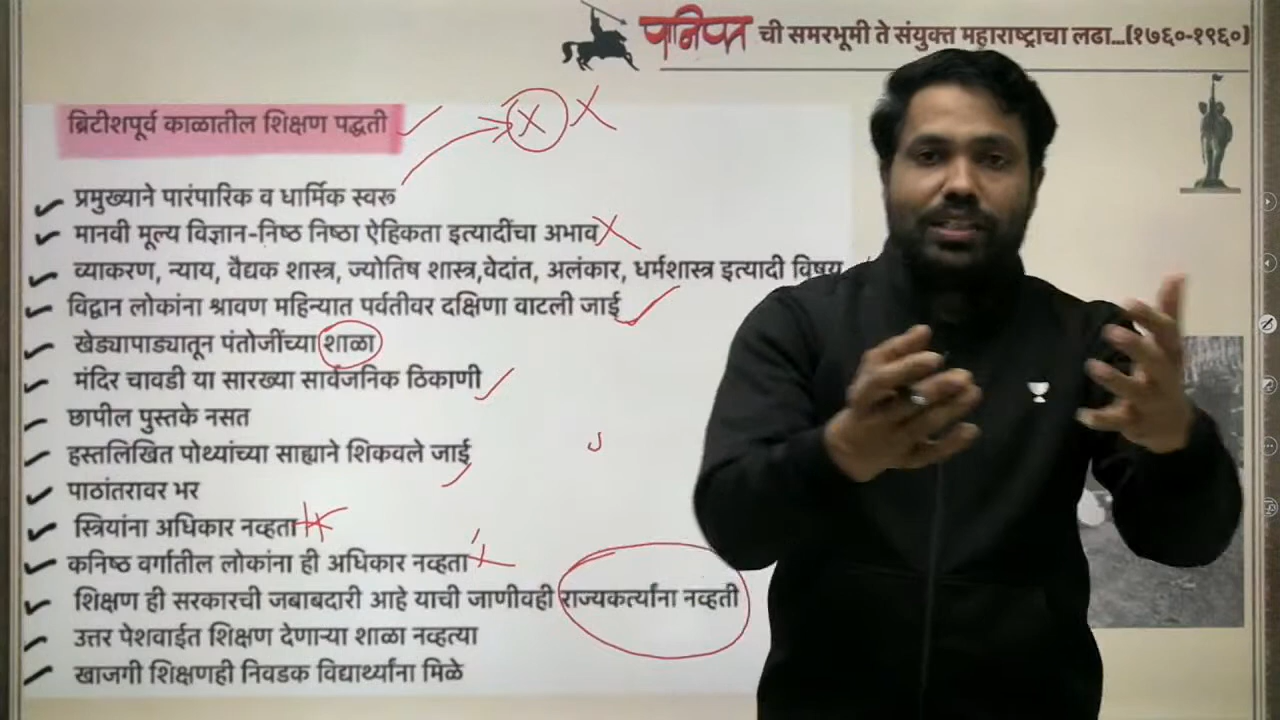 पानिपत ची समरभूमी ते संयुक्त महाराष्ट्राचा लढा...(१७६०-१९६०)
ब्रिटीशपूर्व काळातील शिक्षण पद्धती
प्रमुख्याने पारंपारिक व धार्मिक स्वरू
मानवी मूल्य विज्ञान-निष्ठ निष्ठा ऐहिकता इत्यादींचा अभाव
व्याकरण, न्याय, वैद्यक शास्त्र, ज्योतिष शास्त्र,वेदांत, अलंकार, धर्मशास्त्र इत्यादी विषय
विद्वान लोकांना श्रावण महिन्यात पर्वतीवर दक्षिणा वाटली जाई
खेड्यापाड्यातून पंतोजींच्या शाळा
मंदिर चावडी या सारख्या सार्वजनिक ठिकाणी
छापील पुस्तके नसत
हस्तलिखित पोथ्यांच्या साह्याने शिकवले जाई
पाठांतरावर भर
स्त्रियांना अधिकार नव्हता
कनिष्ठ वर्गातील लोकांना ही अधिकार नव्हता
शिक्षण ही सरकारची जबाबदारी आहे याची जाणीवही राज्यकर्त्यांना नव्हती
उत्तर पेशवाईत शिक्षण देणाऱ्या शाळा नव्हत्या
खाजगी शिक्षणही निवडक विद्यार्थ्यांना मिळे